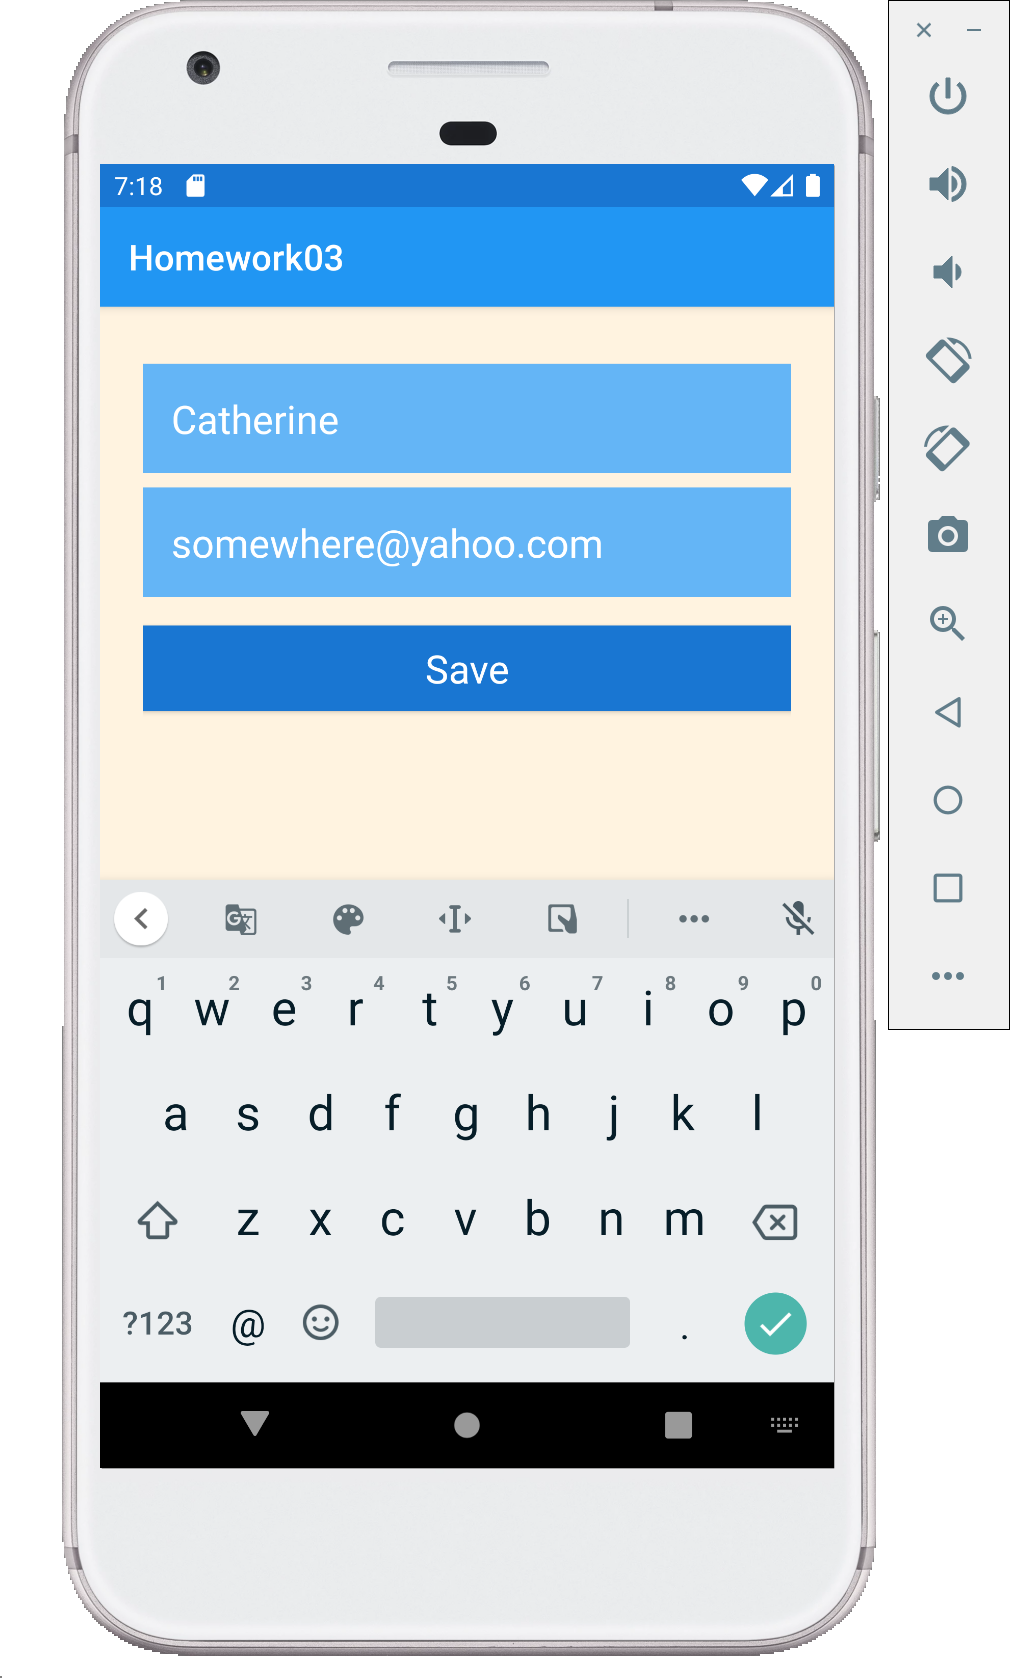 7:18
Homework03
Catherine
somewhere@yahoo.com
Save
1 2 3 4 5 6 7 8 9 0
q w e r t y u i o p
a s d f g h j k l
z x c v b n m
?123 @ .